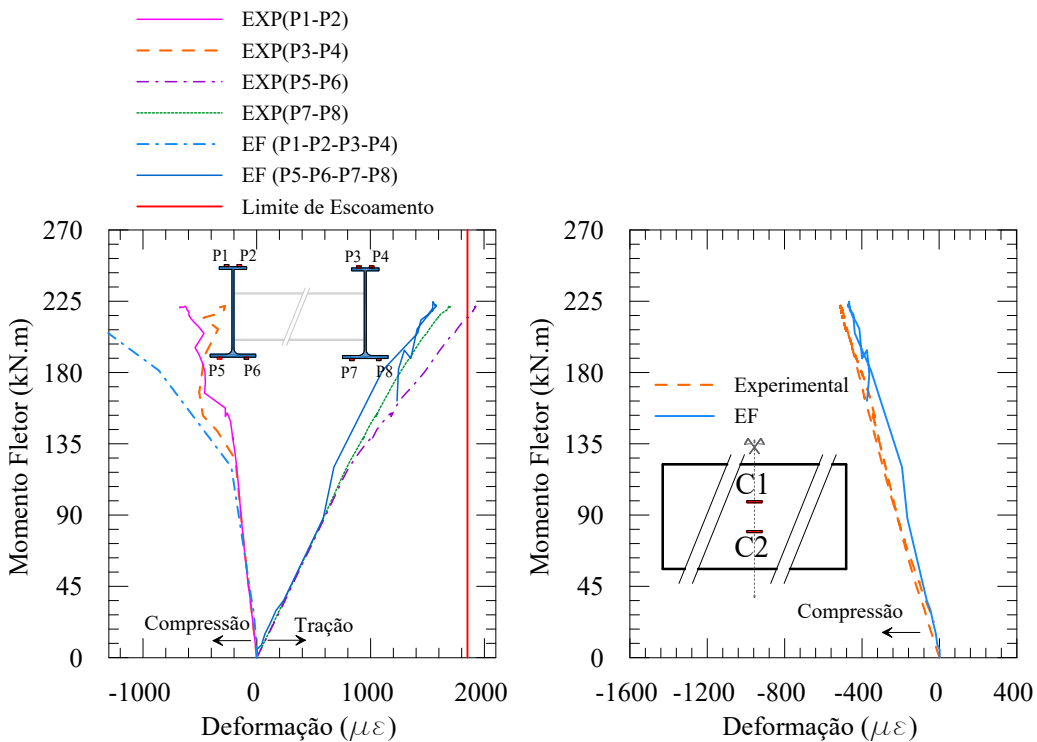 EXP(P1-P2)
EXP(P3-P4)
EXP(P5-P6)
EXP(P7-P8)
EF (P1-P2-P3-P4)
EF (P5-P6-P7-P8)
Limite de Escoamento
270
225
180
135
90
45
0
Momento Fletor (kN.m)
P1 P2
P3 P4
P5 P6
P7 P8
Compressão
Tração
-1000 0 1000 2000
Deformação (με)
270
225
180
135
90
45
0
Momento Fletor (kN.m)
Experimental
EF
C1
C2
Compressão
-1600 -1200 -800 -400 0 400
Deformação (με)